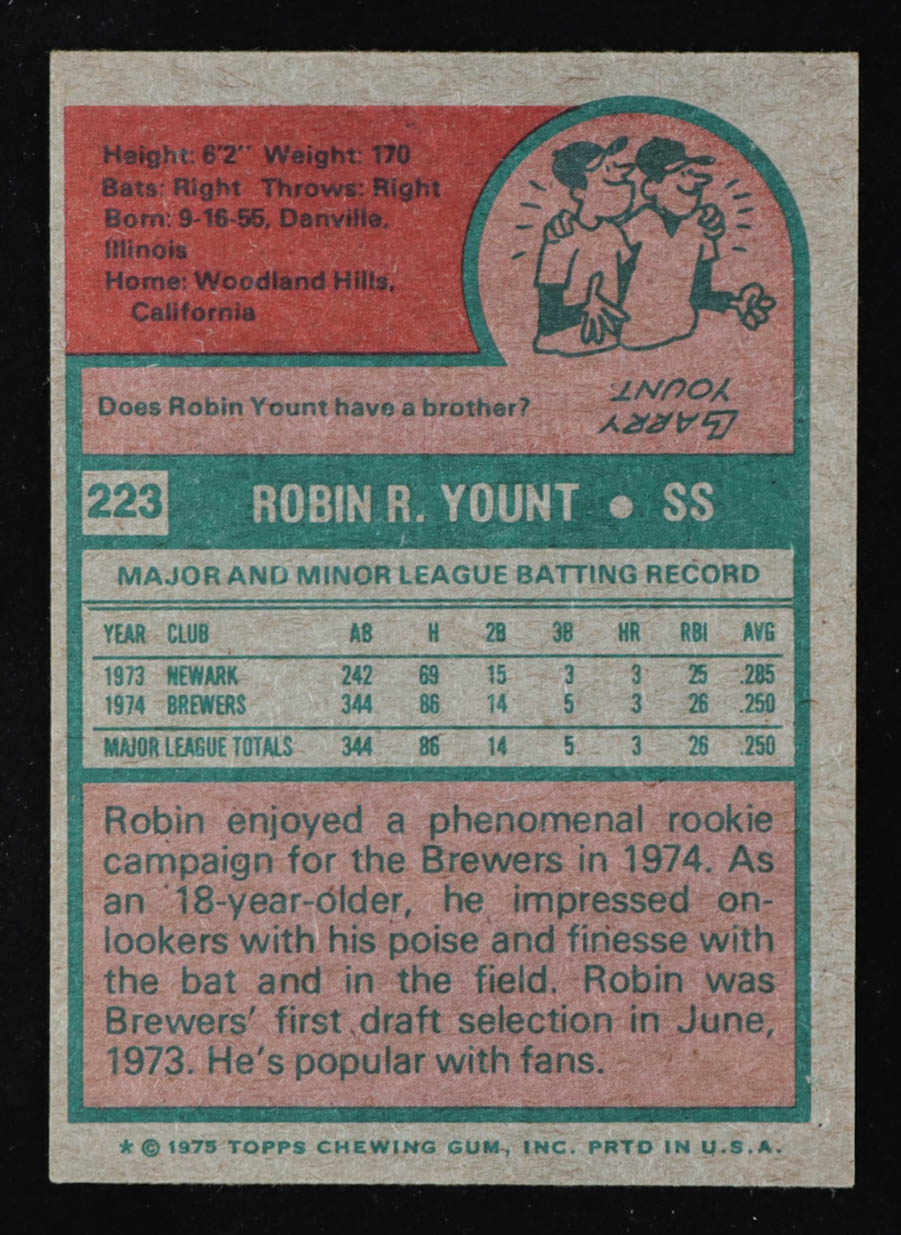 Height: 6'2" Weight: 170
Bats: Right Throws: Right
Born: 9-16-55, Danville,
Illinois
Home: Woodland Hills,
California
Does Robin Yount have a brother?
LARRY
YOUNT.
223 ROBIN R. YOUNT • SS
MAJOR AND MINOR LEAGUE BATTING RECORD
YEAR CLUB AB H 2B 3B HR RBI AVG
1973 NEWARK 242 69 15 3 3 25 .285
1974 BREWERS 344 86 14 5 3 26 .250
MAJOR LEAGUE TOTALS 344 86 14 5 3 26 .250
Robin enjoyed a phenomenal rookie
campaign for the Brewers in 1974. As
an 18-year-older, he impressed on-
lookers with his poise and finesse with
the bat and in the field. Robin was
Brewers' first draft selection in June,
1973. He's popular with fans.
* © 1975 TOPPS CHEWING GUM, INC. PRTD IN U.S.A.